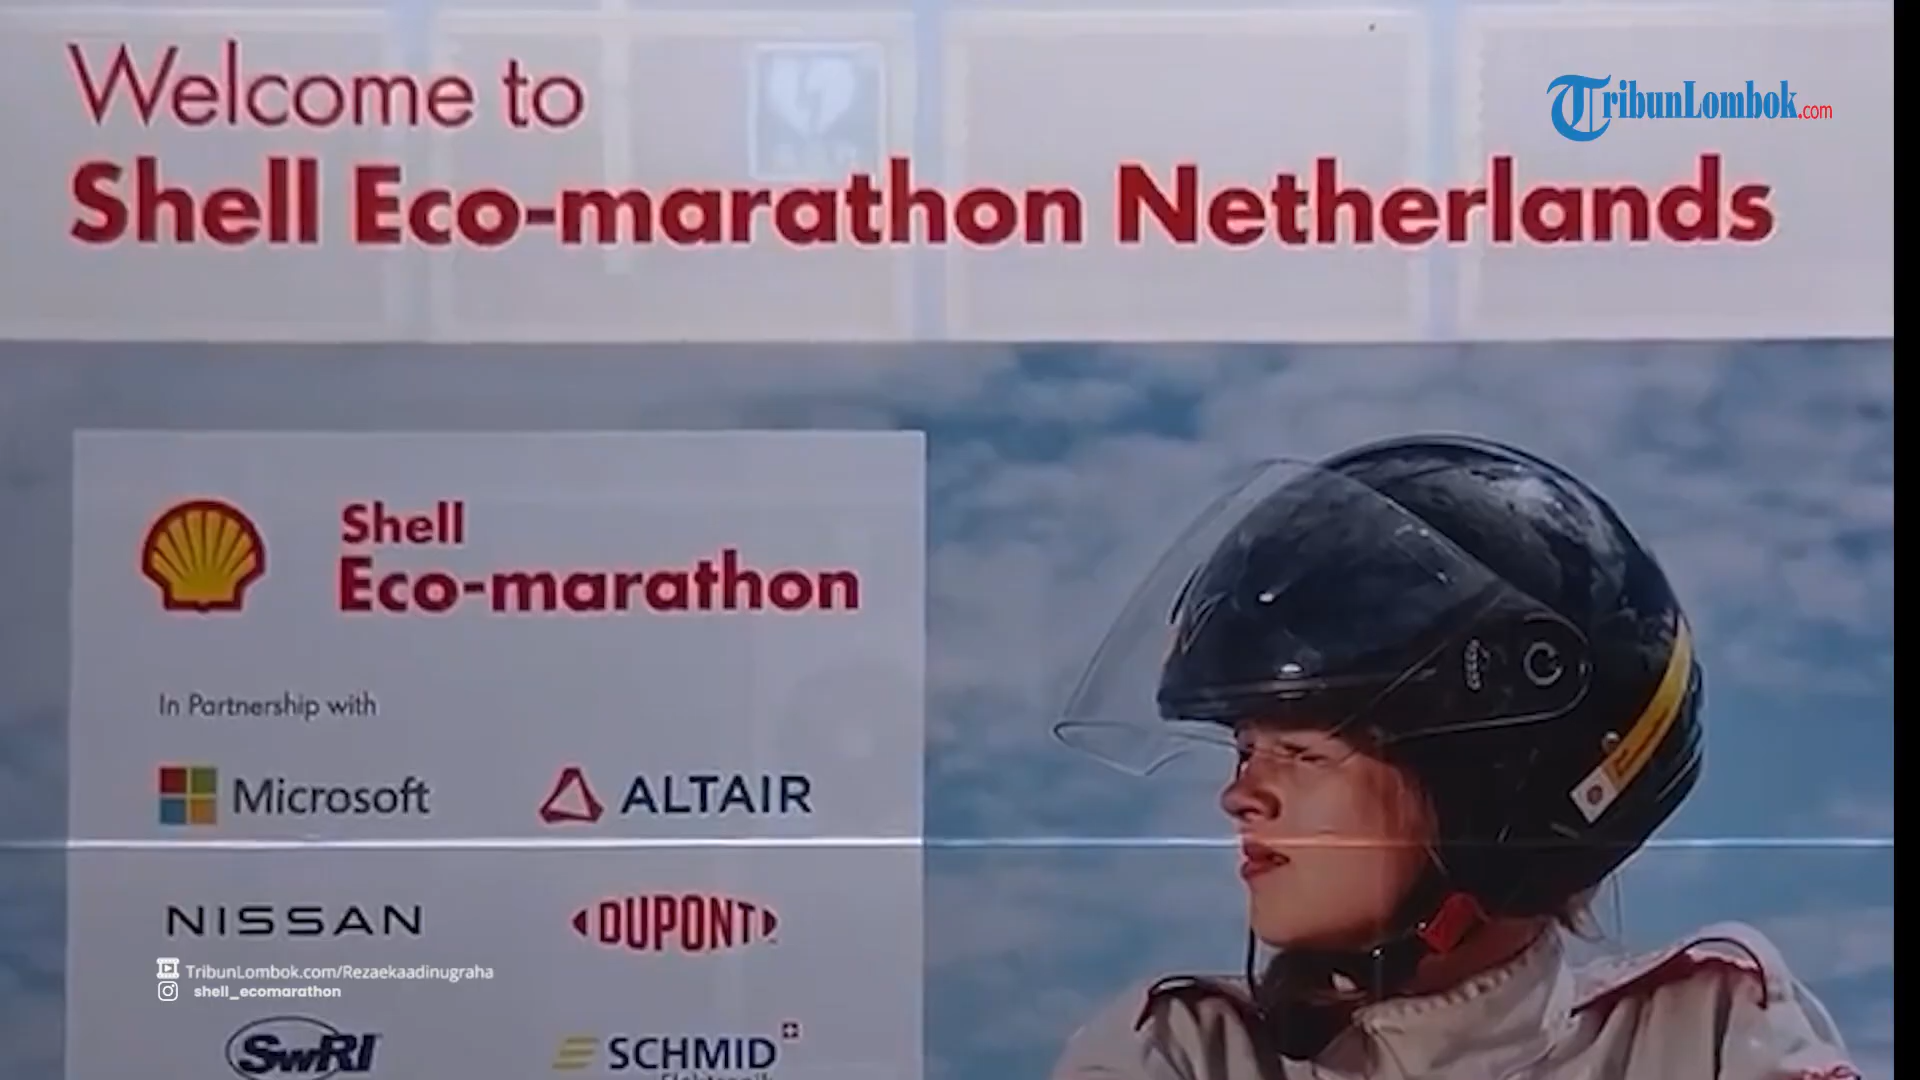 Welcome to
Shell Eco-marathon Netherlands
TribunLombok.com
Shell
Eco-marathon
In Partnership with
Microsoft
ALTAIR
NISSAN
DUPONT
TribunLombok.com/Rezaekaadinugraha
shell_ecomarathon
SwRI
SCHMID
Elektronik